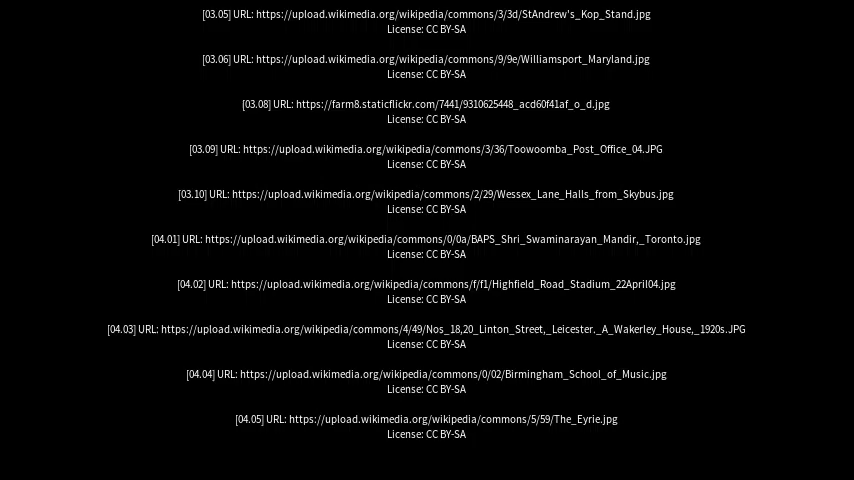 [03.05] URL: https://upload.wikimedia.org/wikipedia/commons/3/3d/StAndrew's_Kop_Stand.jpg
License: CC BY-SA
[03.06] URL: https://upload.wikimedia.org/wikipedia/commons/9/9e/Williamsport_Maryland.jpg
License: CC BY-SA
[03.08] URL: https://farm8.staticflickr.com/7441/9310625448_acd60f41af_o_d.jpg
License: CC BY-SA
[03.09] URL: https://upload.wikimedia.org/wikipedia/commons/3/36/Toowoomba_Post_Office_04.JPG
License: CC BY-SA
[03.10] URL: https://upload.wikimedia.org/wikipedia/commons/2/29/Wessex_Lane_Halls_from_Skybus.jpg
License: CC BY-SA
[04.01] URL: https://upload.wikimedia.org/wikipedia/commons/0/0a/BAPS_Shri_Swaminarayan_Mandir,_Toronto.jpg
License: CC BY-SA
[04.02] URL: https://upload.wikimedia.org/wikipedia/commons/f/f1/Highfield_Road_Stadium_22April04.jpg
License: CC BY-SA
[04.03] URL: https://upload.wikimedia.org/wikipedia/commons/4/49/Nos_18,20_Linton_Street,_Leicester._A_Wakerley_House,_1920s.JPG
License: CC BY-SA
[04.04] URL: https://upload.wikimedia.org/wikipedia/commons/0/02/Birmingham_School_of_Music.jpg
License: CC BY-SA
[04.05] URL: https://upload.wikimedia.org/wikipedia/commons/5/59/The_Eyrie.jpg
License: CC BY-SA